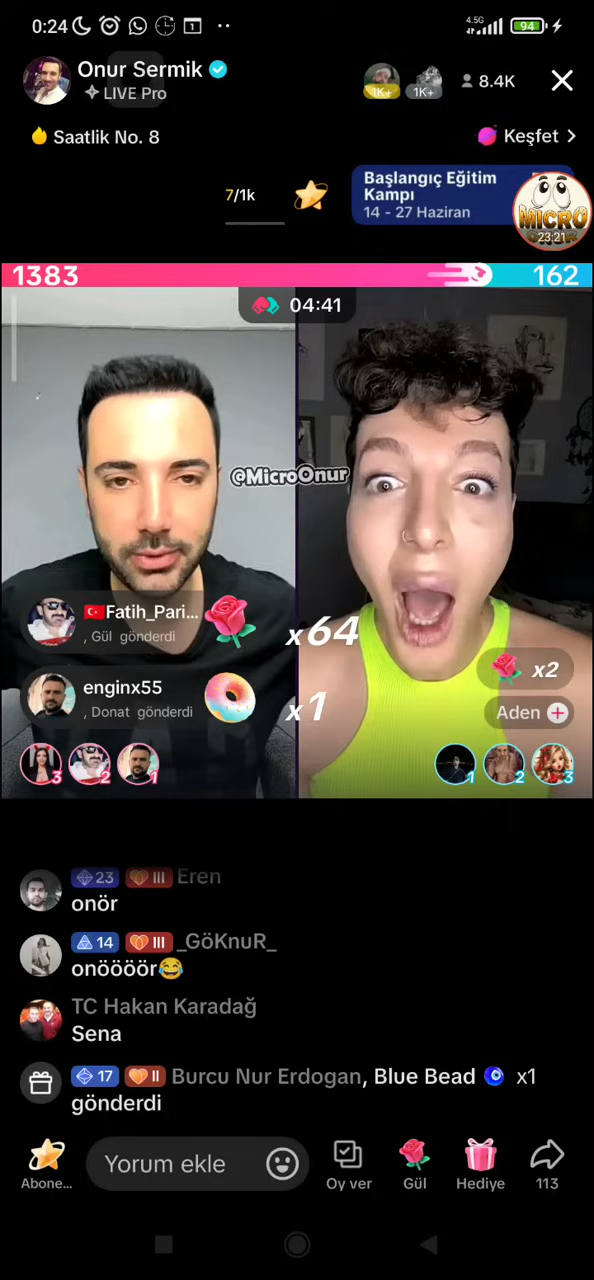 0:24
4.5G
94
Onur Sermik
LIVE Pro
1K+
1K+
8.4K
Saatlik No. 8
Keşfet
7/1k
Başlangıç Eğitim
Kampı
14 - 27 Haziran
MICRO
ONUR
23:21
1383
162
04:41
@MicroOnur
Fatih_Pari...
, Gül gönderdi
x64
enginx55
, Donat gönderdi
x1
x2
Aden
3
2
1
1
2
3
23 III Eren
onör
14 III _GöKnuR_
onöööör😂
TC Hakan Karadağ
Sena
17 II Burcu Nur Erdogan, Blue Bead 🧿 x1
gönderdi
Abone...
Yorum ekle
Oy ver
Gül
Hediye
113